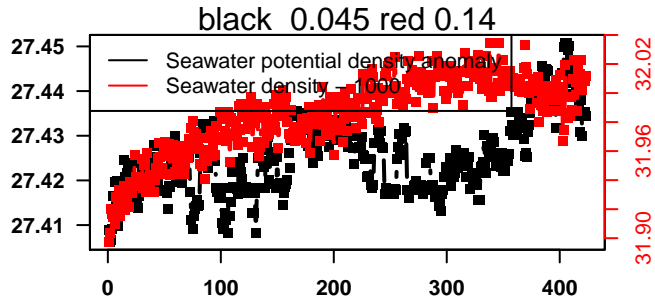 black 0.045 red 0.14
27.45
27.44
27.43
27.42
27.41
Seawater potential density anomaly
Seawater density - 1000
32.02
31.96
31.90
0 100 200 300 400